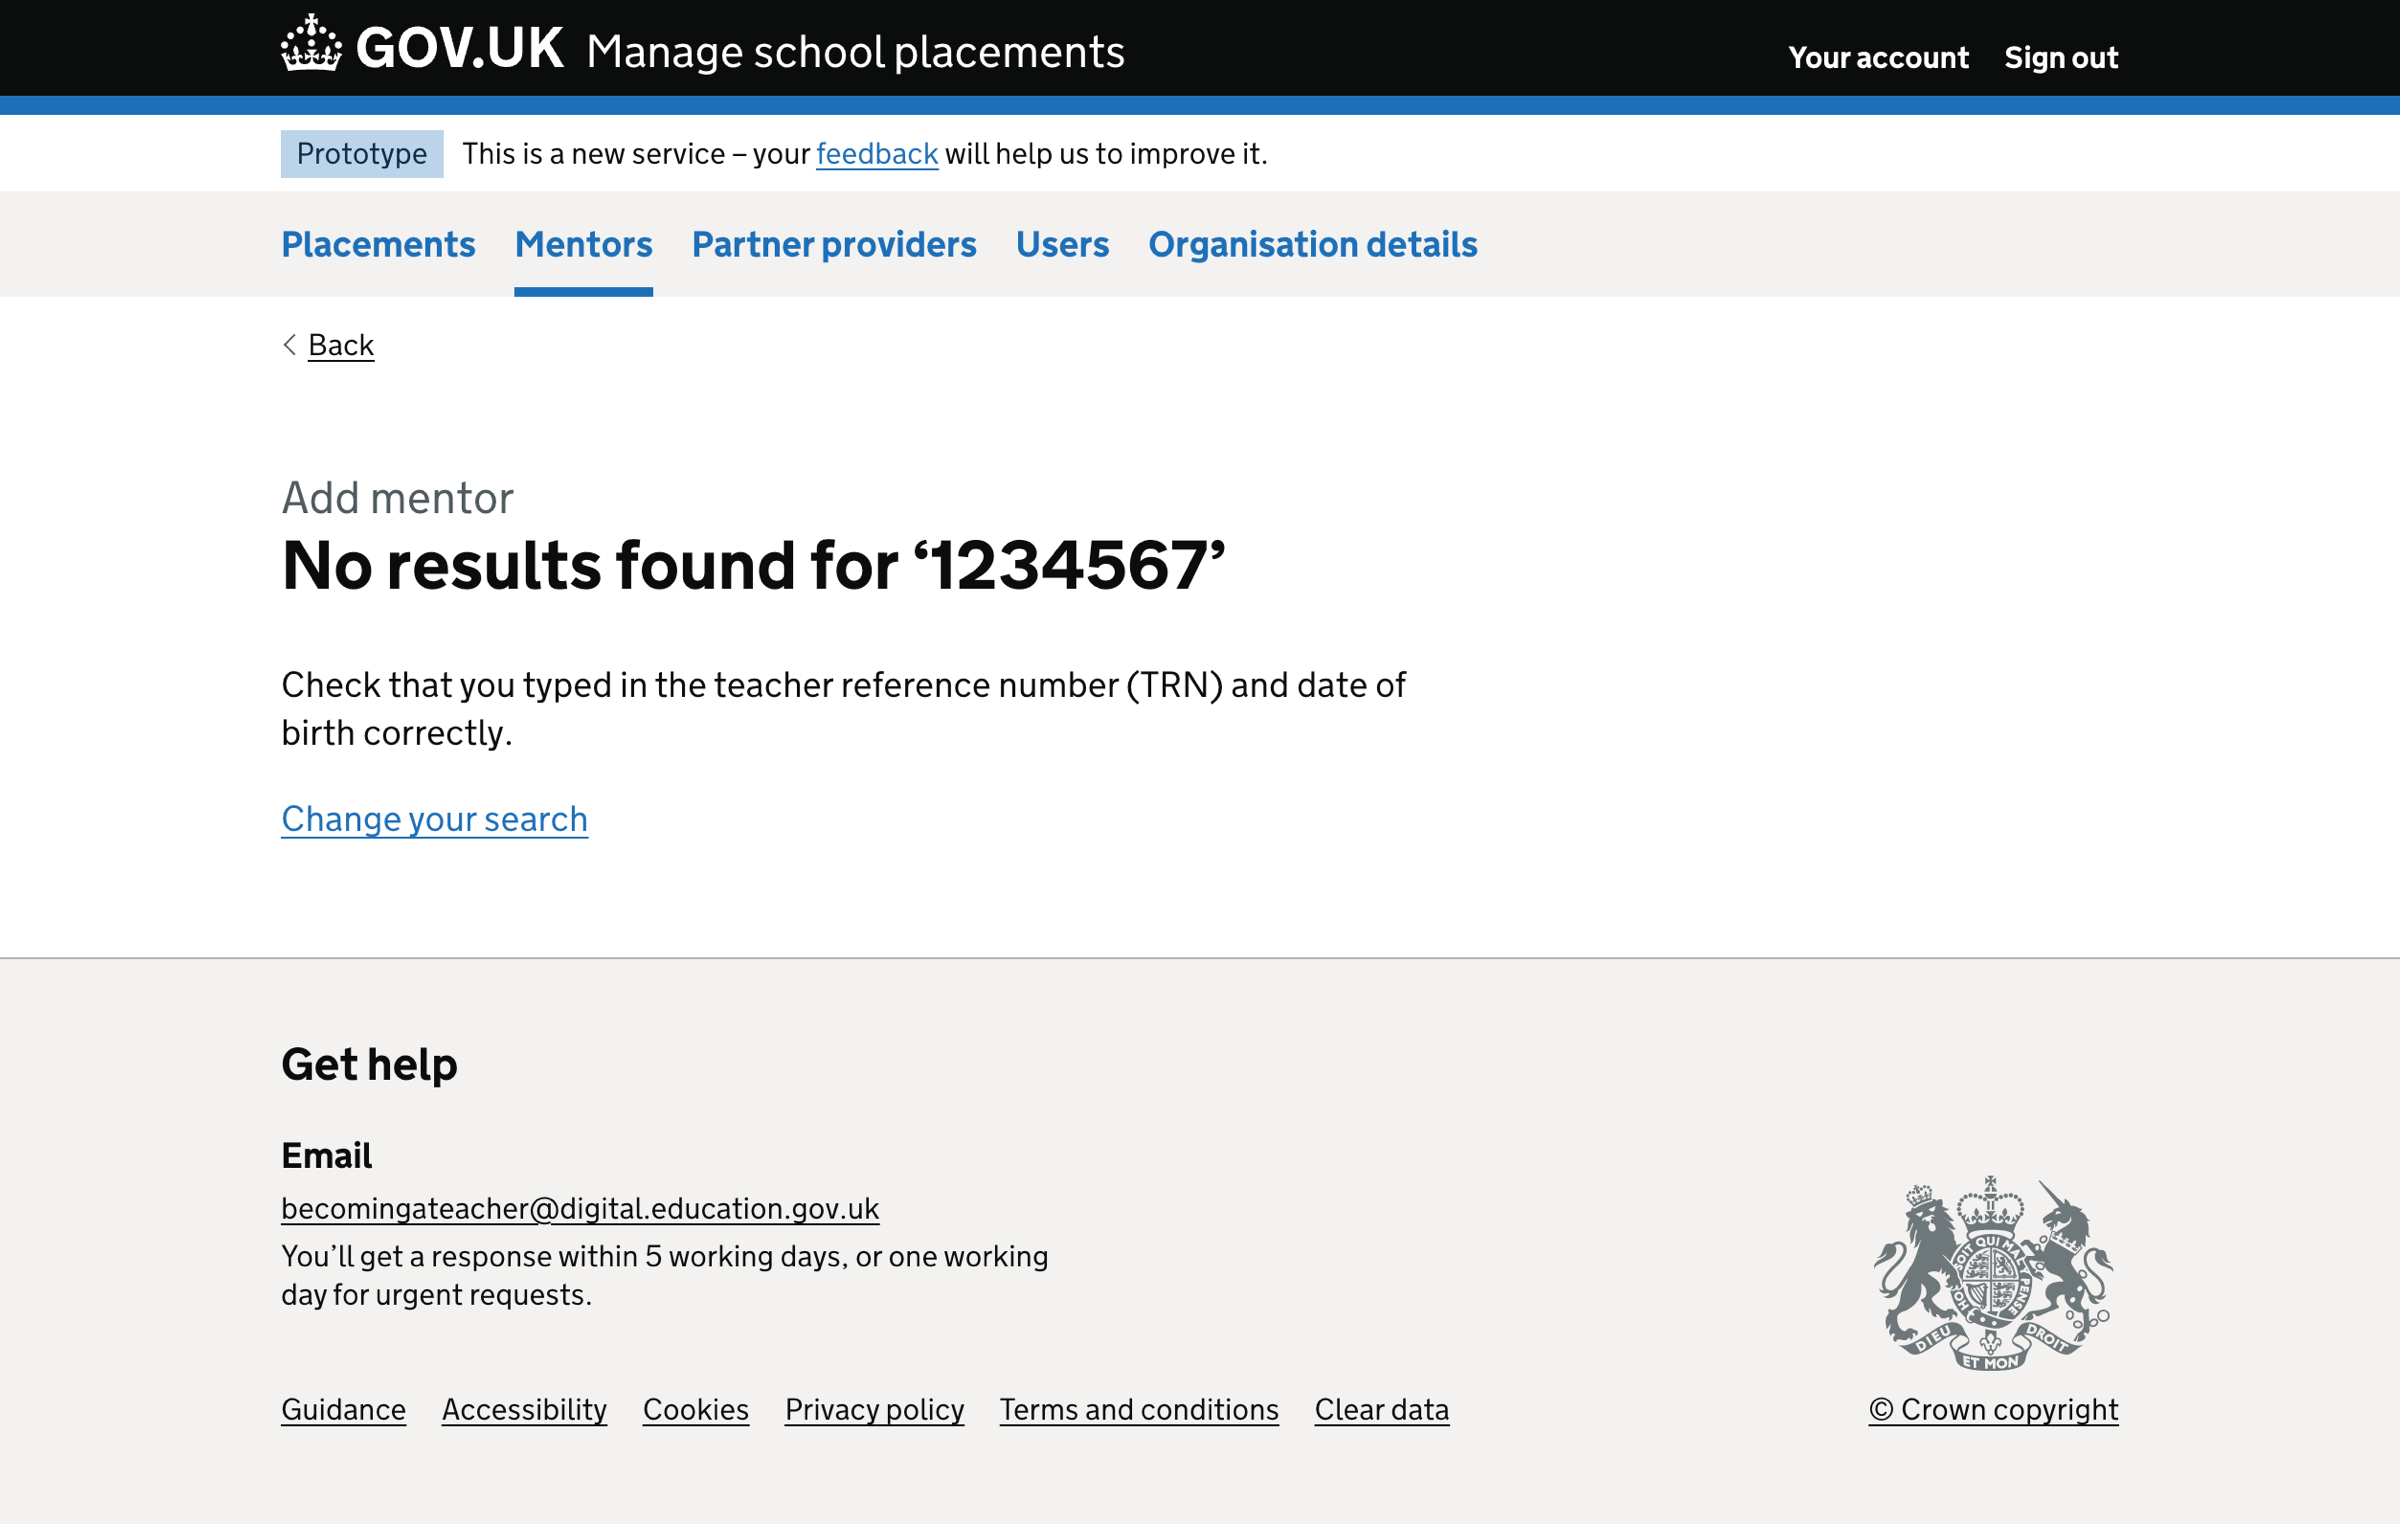 GOV.UK Manage school placements
Your account Sign out
Prototype This is a new service – your feedback will help us to improve it.
Placements Mentors Partner providers Users Organisation details
Back
Add mentor
No results found for ‘1234567’
Check that you typed in the teacher reference number (TRN) and date of
birth correctly.
Change your search
Get help
Email
becomingateacher@digital.education.gov.uk
You’ll get a response within 5 working days, or one working
day for urgent requests.
SOIT QUI MAL PENSE
DIEU ET MON DROIT
Guidance Accessibility Cookies Privacy policy Terms and conditions Clear data
© Crown copyright